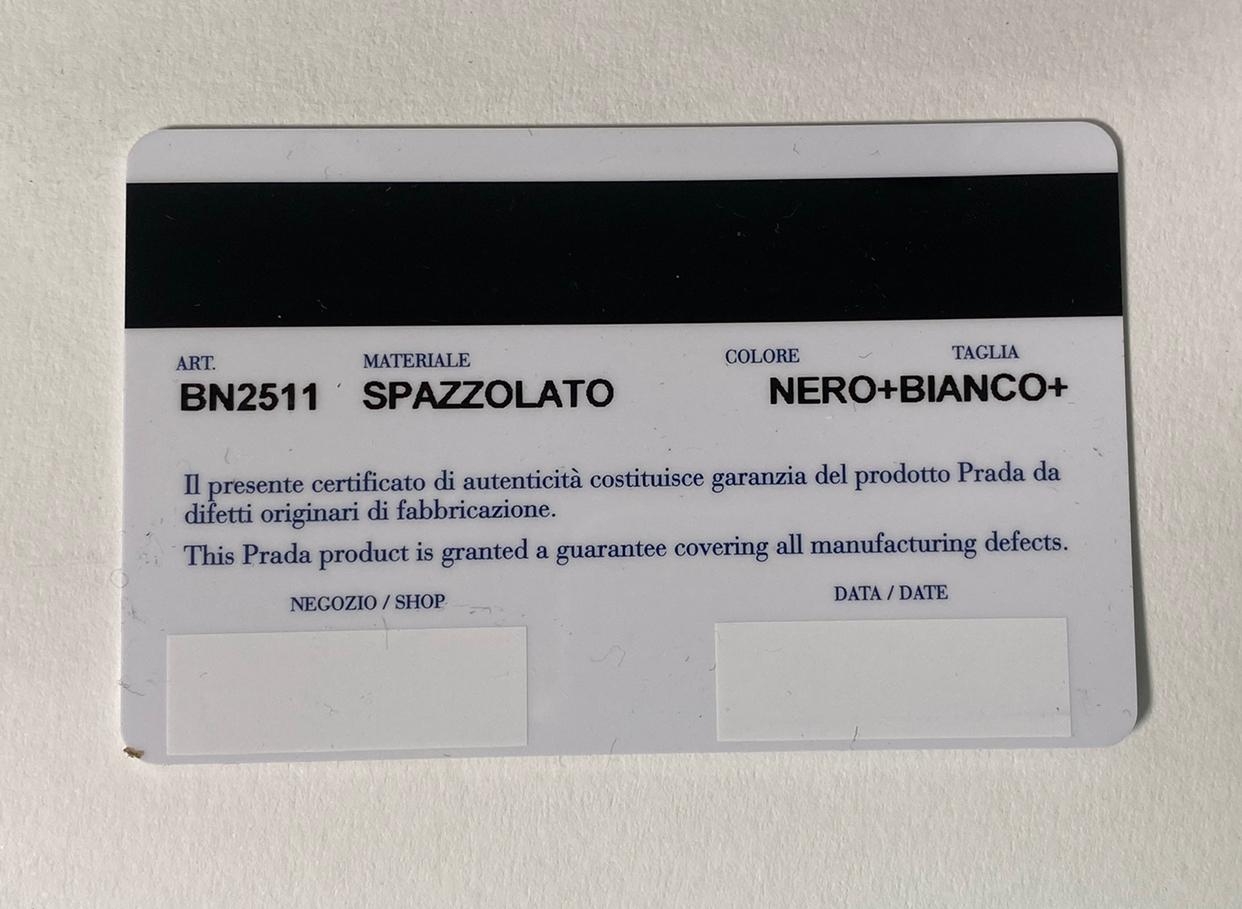 ART. MATERIALE COLORE TAGLIA
BN2511 SPAZZOLATO NERO+BIANCO+
Il presente certificato di autenticità costituisce garanzia del prodotto Prada da
difetti originari di fabbricazione.
This Prada product is granted a guarantee covering all manufacturing defects.
NEGOZIO / SHOP DATA / DATE